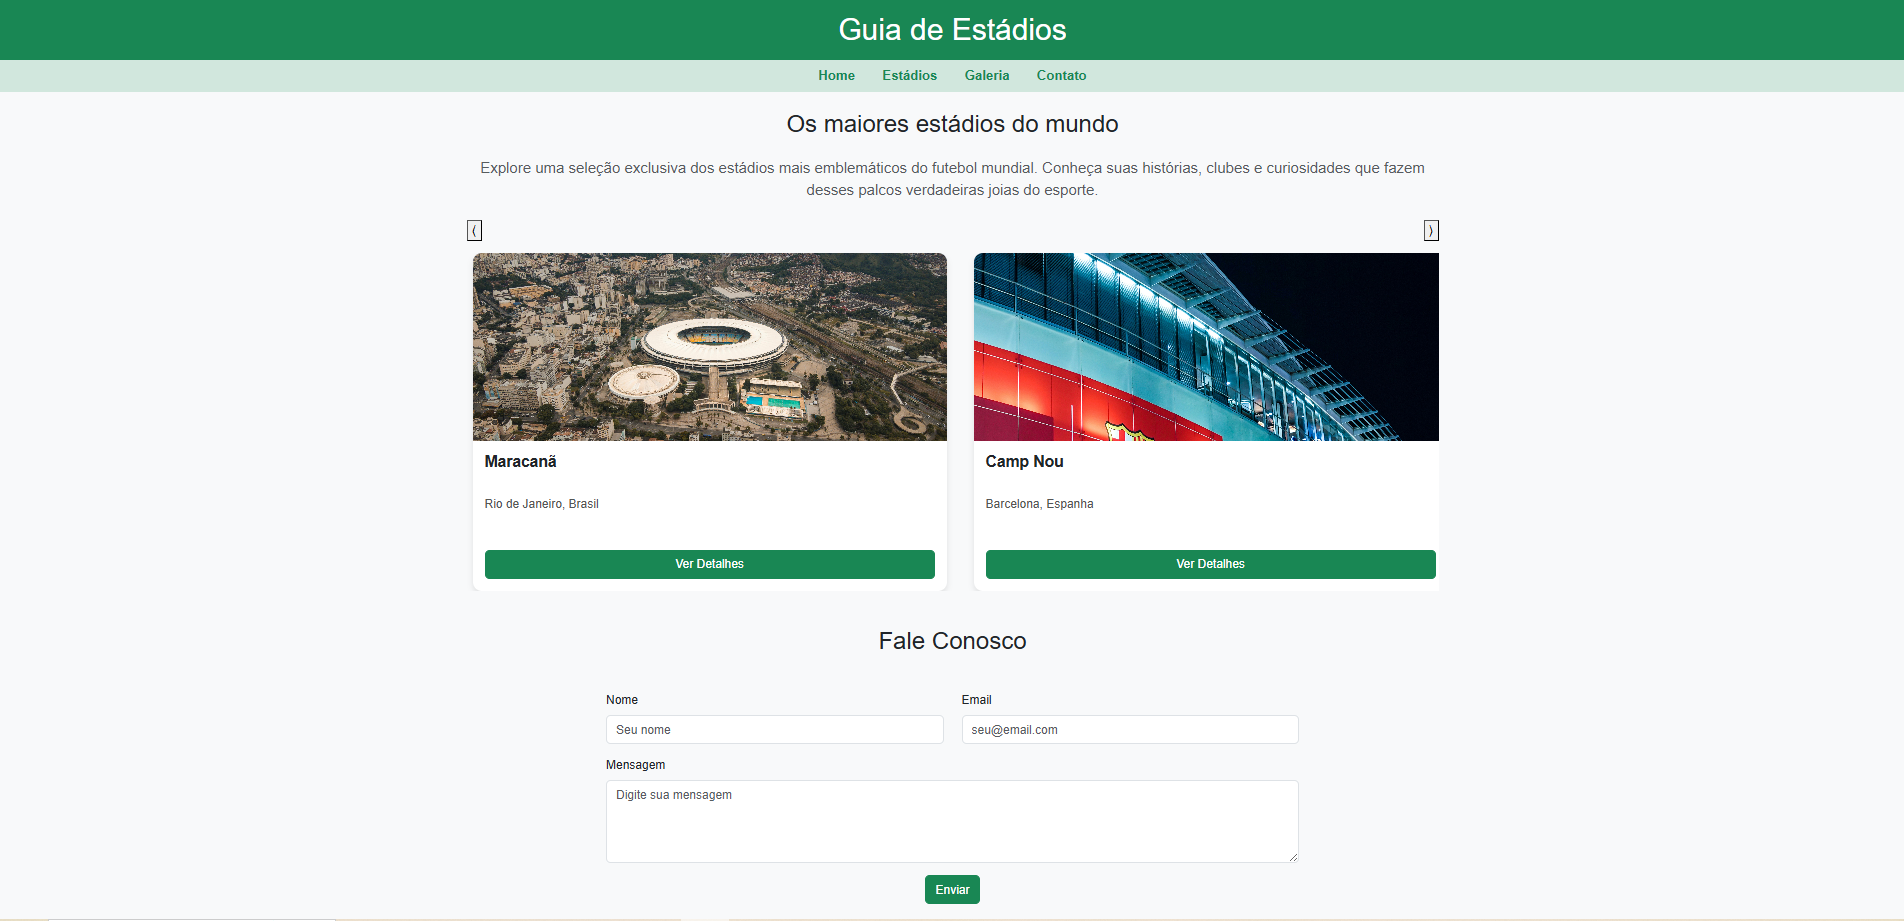 Guia de Estádios
Home Estádios Galeria Contato
Os maiores estádios do mundo
Explore uma seleção exclusiva dos estádios mais emblemáticos do futebol mundial. Conheça suas histórias, clubes e curiosidades que fazem
desses palcos verdadeiras joias do esporte.
⟨ ⟩
Maracanã
Rio de Janeiro, Brasil
Ver Detalhes
Camp Nou
Barcelona, Espanha
Ver Detalhes
Fale Conosco
Nome Email
Seu nome seu@email.com
Mensagem
Digite sua mensagem
Enviar